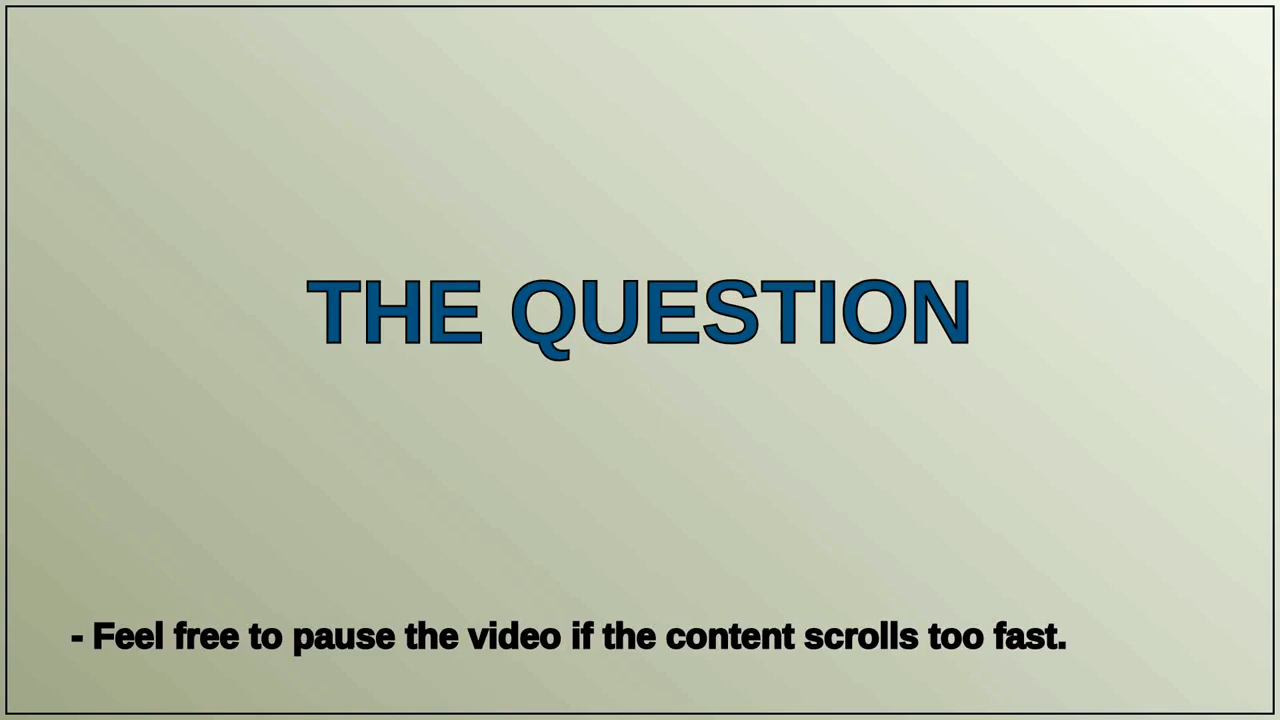 THE QUESTION
- Feel free to pause the video if the content scrolls too fast.